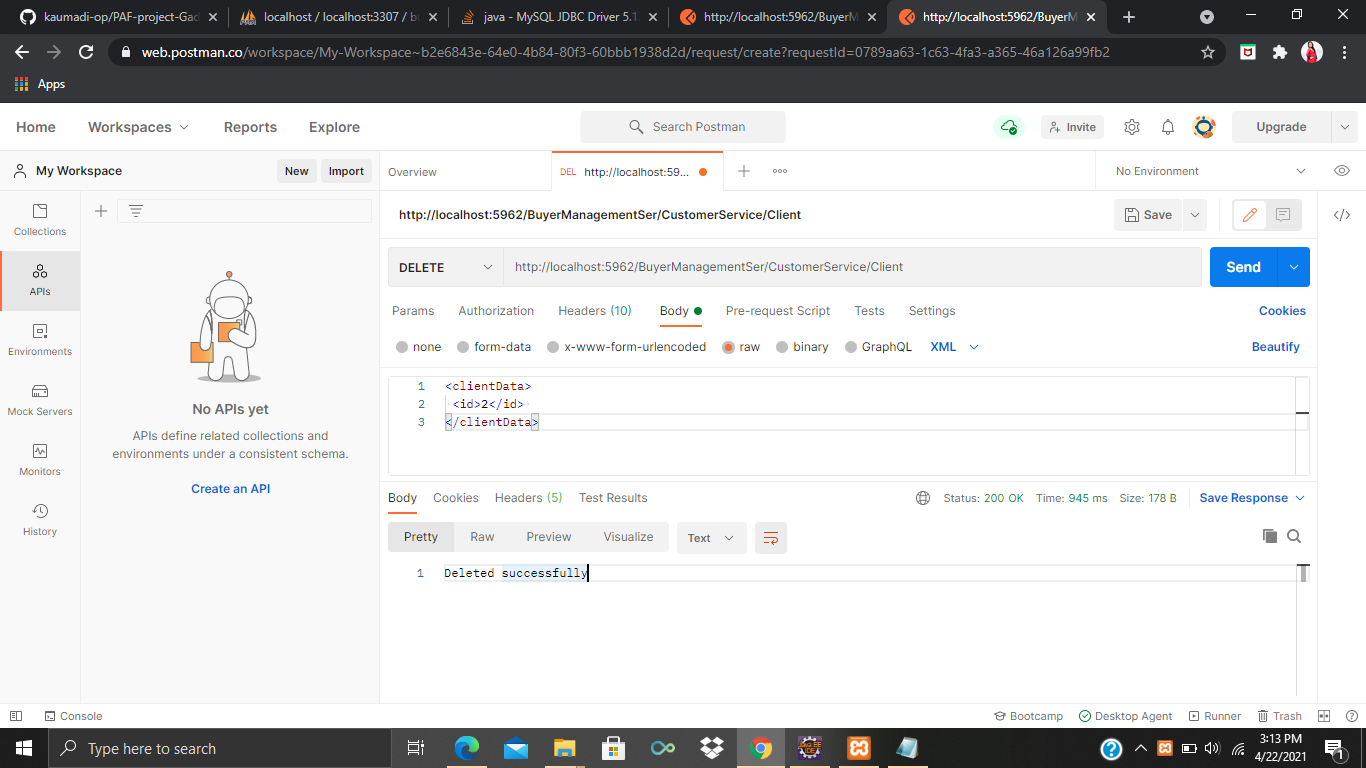 kaumadi-op/PAF-project-Gad
localhost / localhost:3307 / bu
java - MySQL JDBC Driver 5.1.
http://localhost:5962/BuyerM
http://localhost:5962/BuyerM
web.postman.co/workspace/My-Workspace~b2e6843e-64e0-4b84-80f3-60bbb1938d2d/request/create?requestId=0789aa63-1c63-4fa3-a365-46a126a99fb2
Apps
Home Workspaces Reports Explore
Search Postman
Invite
Upgrade
My Workspace
New Import
Overview
DEL http://localhost:59...
No Environment
Collections
APIs
Environments
Mock Servers
Monitors
History
No APIs yet
APIs define related collections and
environments under a consistent schema.
Create an API
http://localhost:5962/BuyerManagementSer/CustomerService/Client
Save
DELETE http://localhost:5962/BuyerManagementSer/CustomerService/Client
Send
Params Authorization Headers (10) Body Pre-request Script Tests Settings Cookies
none form-data x-www-form-urlencoded raw binary GraphQL XML Beautify
1 <clientData>
2 <id>2</id>
3 </clientData>
Body Cookies Headers (5) Test Results Status: 200 OK Time: 945 ms Size: 178 B Save Response
Pretty Raw Preview Visualize Text
1 Deleted successfully
Console
Bootcamp Desktop Agent Runner Trash
Type here to search
3:13 PM
4/22/2021
1